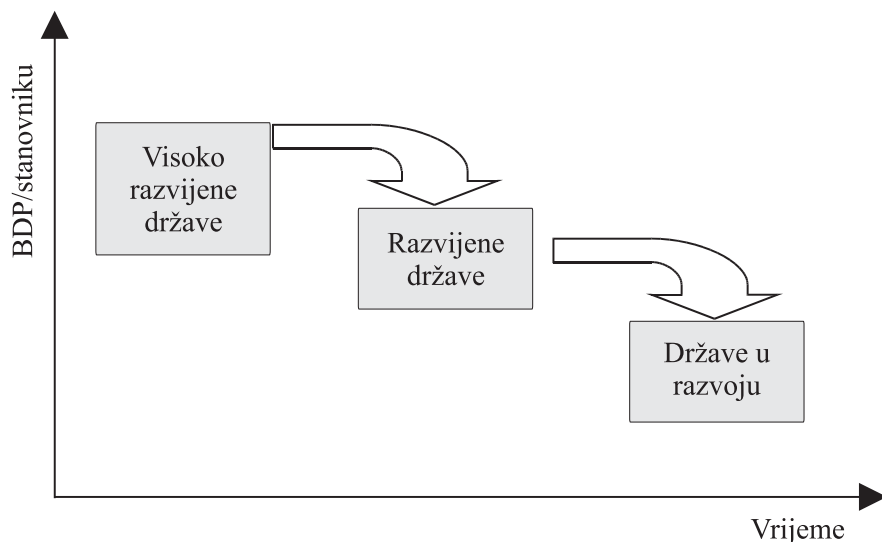 BDP/stanovniku
Visoko
razvijene
države
Razvijene
države
Države u
razvoju
Vrijeme